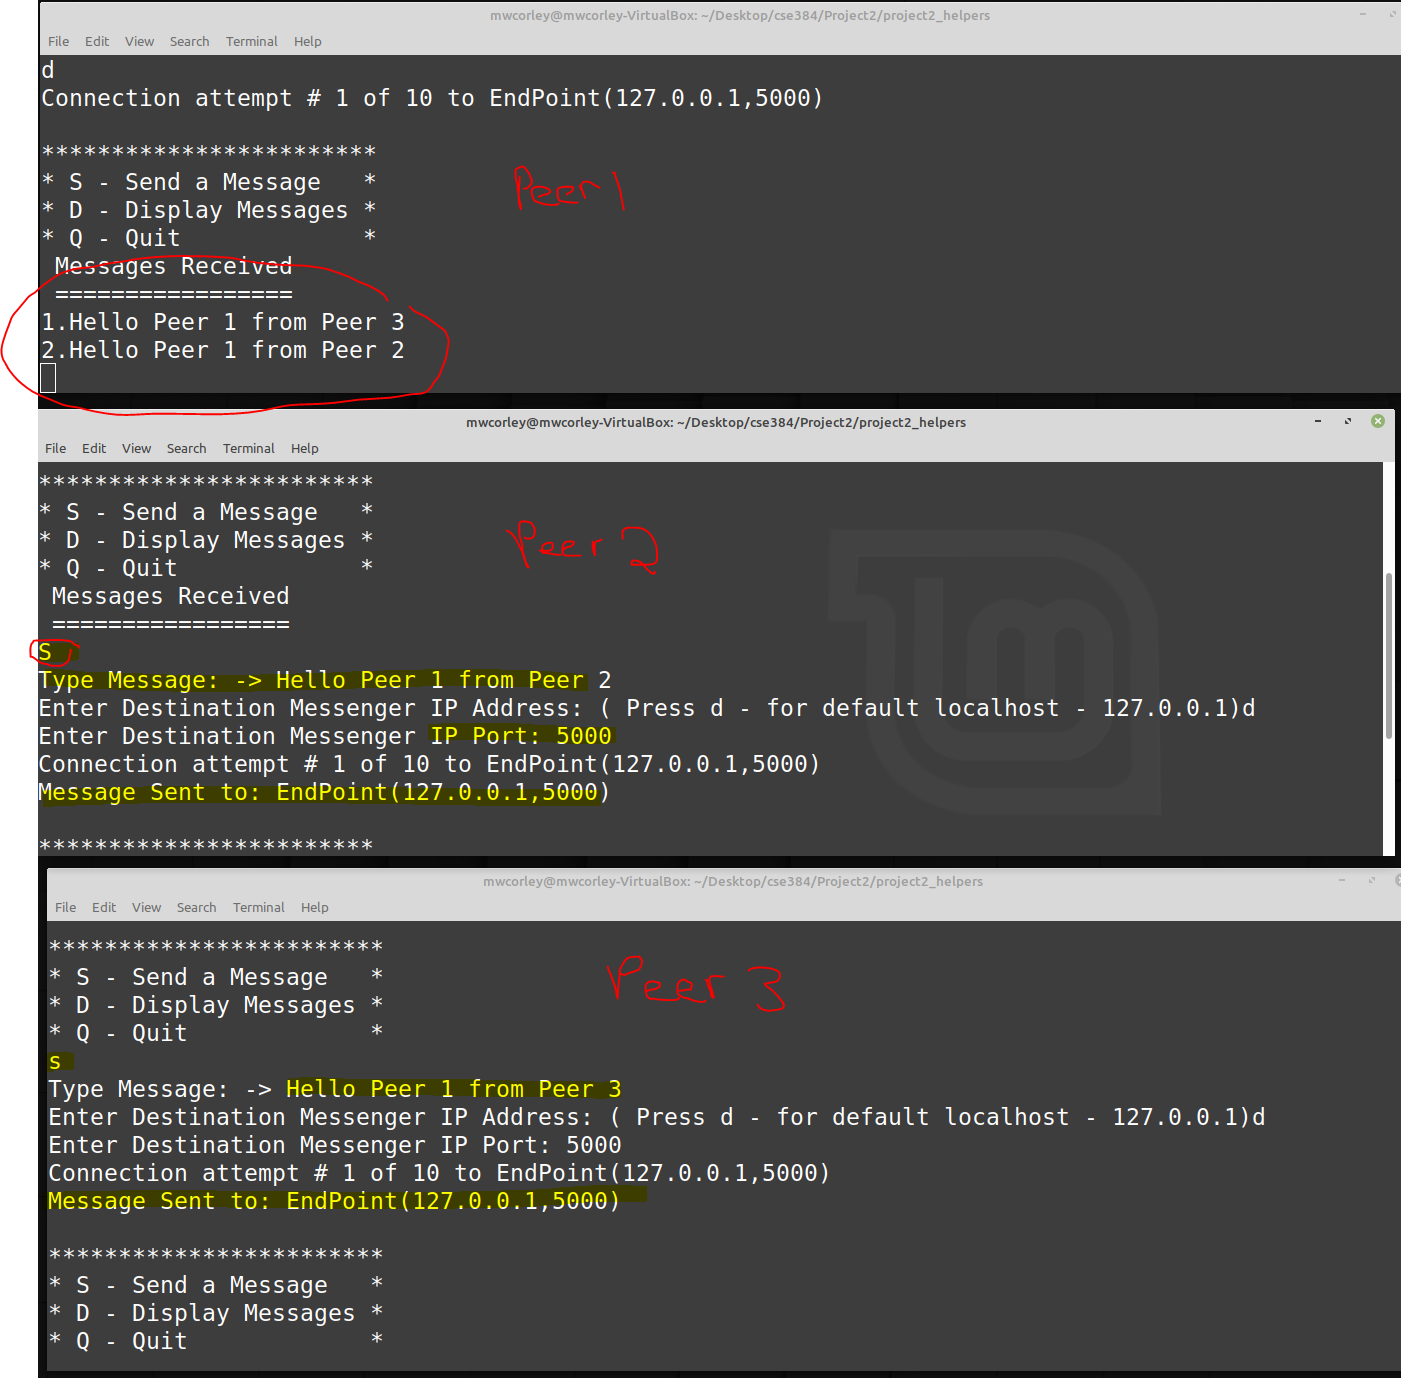 mwcorley@mwcorley-VirtualBox: ~/Desktop/cse384/Project2/project2_helpers
File Edit View Search Terminal Help
d
Connection attempt # 1 of 10 to EndPoint(127.0.0.1,5000)
************************
* S - Send a Message   *
* D - Display Messages *
* Q - Quit             *
Peer 1
 Messages Received
 =================
1.Hello Peer 1 from Peer 3
2.Hello Peer 1 from Peer 2
mwcorley@mwcorley-VirtualBox: ~/Desktop/cse384/Project2/project2_helpers
File Edit View Search Terminal Help
************************
* S - Send a Message   *
* D - Display Messages *
* Q - Quit             *
Peer 2
 Messages Received
 =================
S
Type Message: -> Hello Peer 1 from Peer 2
Enter Destination Messenger IP Address: ( Press d - for default localhost - 127.0.0.1)d
Enter Destination Messenger IP Port: 5000
Connection attempt # 1 of 10 to EndPoint(127.0.0.1,5000)
Message Sent to: EndPoint(127.0.0.1,5000)
************************
mwcorley@mwcorley-VirtualBox: ~/Desktop/cse384/Project2/project2_helpers
File Edit View Search Terminal Help
************************
* S - Send a Message   *
* D - Display Messages *
* Q - Quit             *
Peer 3
s
Type Message: -> Hello Peer 1 from Peer 3
Enter Destination Messenger IP Address: ( Press d - for default localhost - 127.0.0.1)d
Enter Destination Messenger IP Port: 5000
Connection attempt # 1 of 10 to EndPoint(127.0.0.1,5000)
Message Sent to: EndPoint(127.0.0.1,5000)
************************
* S - Send a Message   *
* D - Display Messages *
* Q - Quit             *